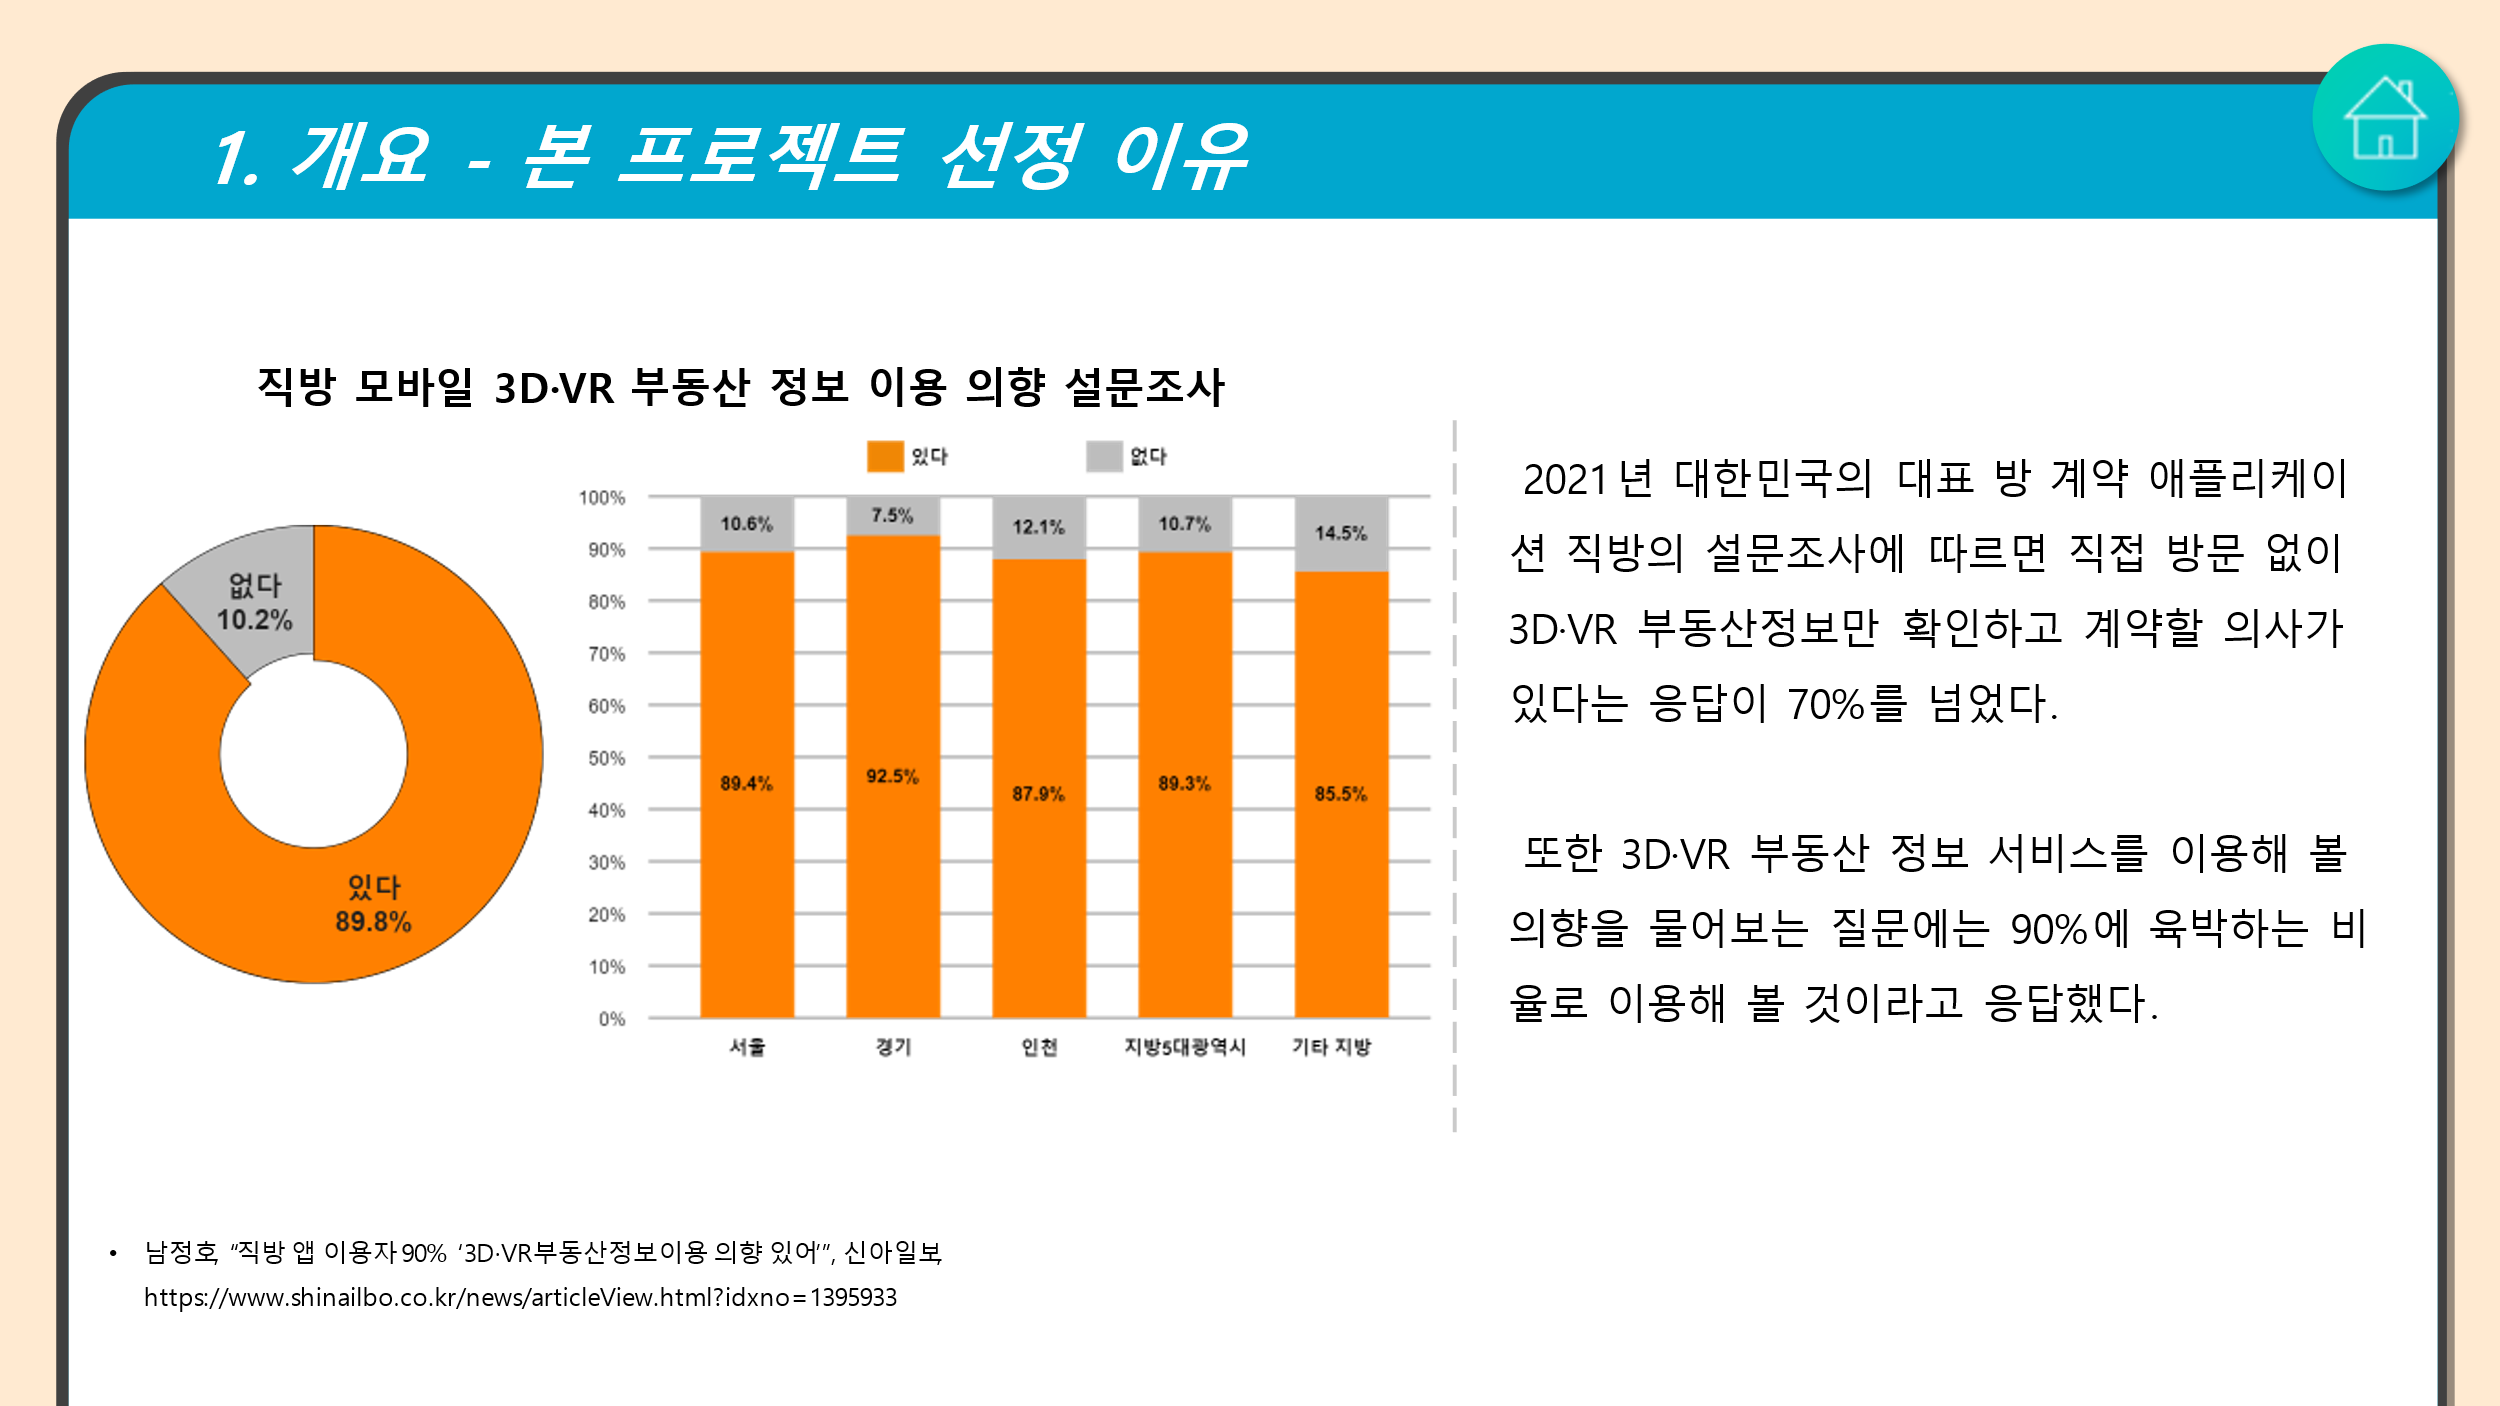 1. 개요 - 본 프로젝트 선정 이유
직방 모바일 3D·VR 부동산 정보 이용 의향 설문조사
있다
없다
없다
10.2%
있다
89.8%
100%
90%
80%
70%
60%
50%
40%
30%
20%
10%
0%
10.6%
7.5%
12.1%
10.7%
14.5%
89.4%
92.5%
87.9%
89.3%
85.5%
서울
경기
인천
지방5대광역시
기타 지방
2021년 대한민국의 대표 방 계약 애플리케이
션 직방의 설문조사에 따르면 직접 방문 없이
3D·VR 부동산정보만 확인하고 계약할 의사가
있다는 응답이 70%를 넘었다.
또한 3D·VR 부동산 정보 서비스를 이용해 볼
의향을 물어보는 질문에는 90%에 육박하는 비
율로 이용해 볼 것이라고 응답했다.
• 남정호, “직방 앱 이용자 90% ‘3D·VR부동산정보이용 의향 있어’”, 신아일보,
https://www.shinailbo.co.kr/news/articleView.html?idxno=1395933